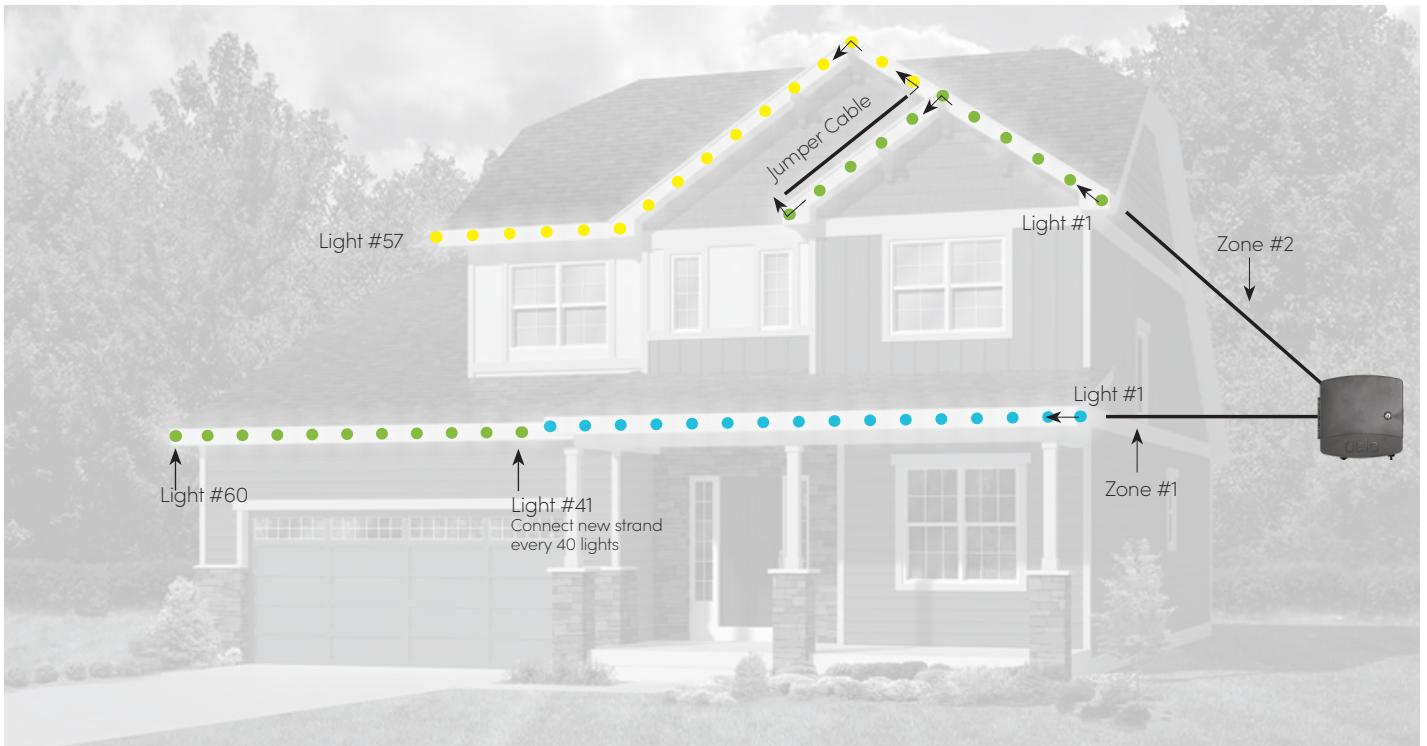 Jumper Cable
Light #1
Light #57
Zone #2
Light #1
Zone #1
Light #60
Light #41
Connect new strand
every 40 lights